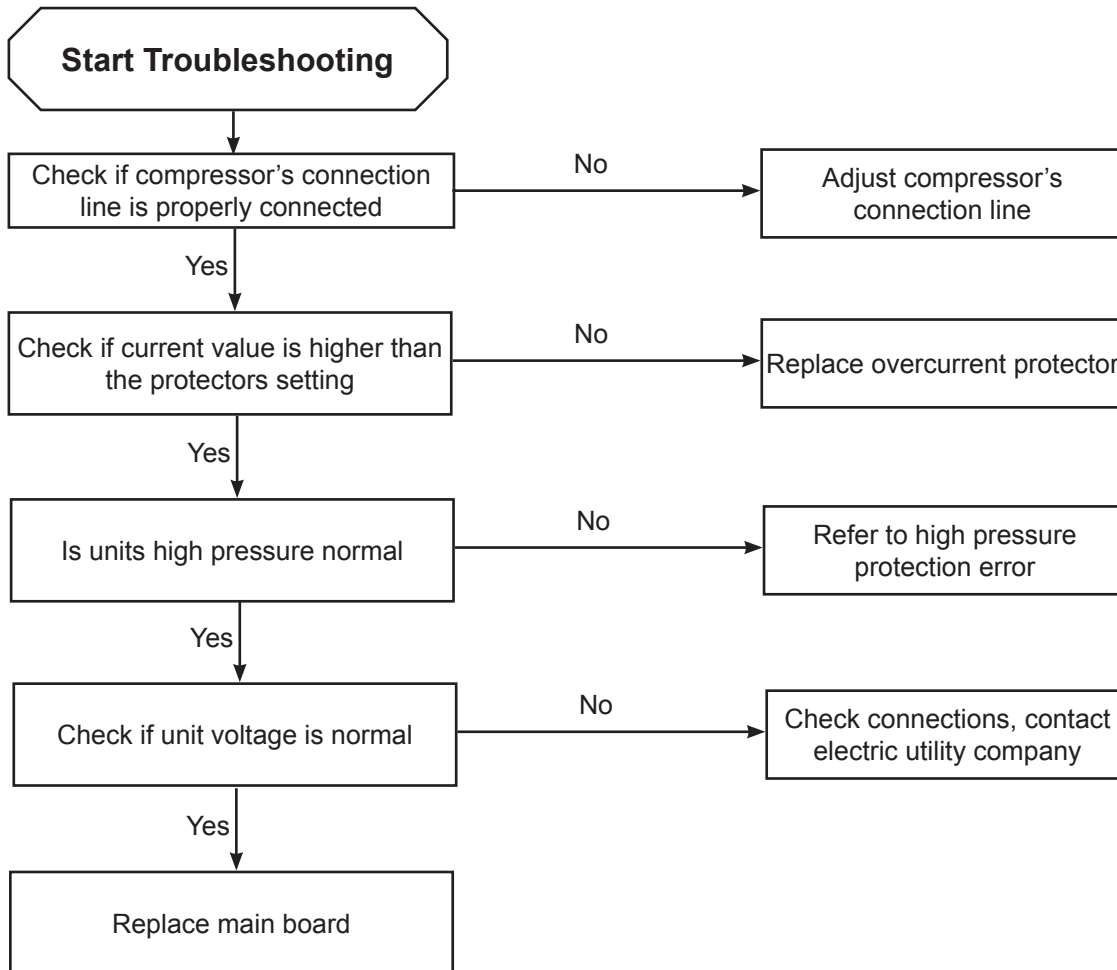 Start Troubleshooting
Check if compressor’s connection
line is properly connected
No
Adjust compressor’s
connection line
Yes
Check if current value is higher than
the protectors setting
No
Replace overcurrent protector
Yes
Is units high pressure normal
No
Refer to high pressure
protection error
Yes
Check if unit voltage is normal
No
Check connections, contact
electric utility company
Yes
Replace main board